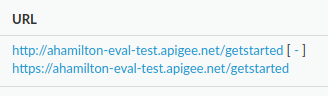 URL
http://ahamilton-eval-test.apigee.net/getstarted [ - ]
https://ahamilton-eval-test.apigee.net/getstarted